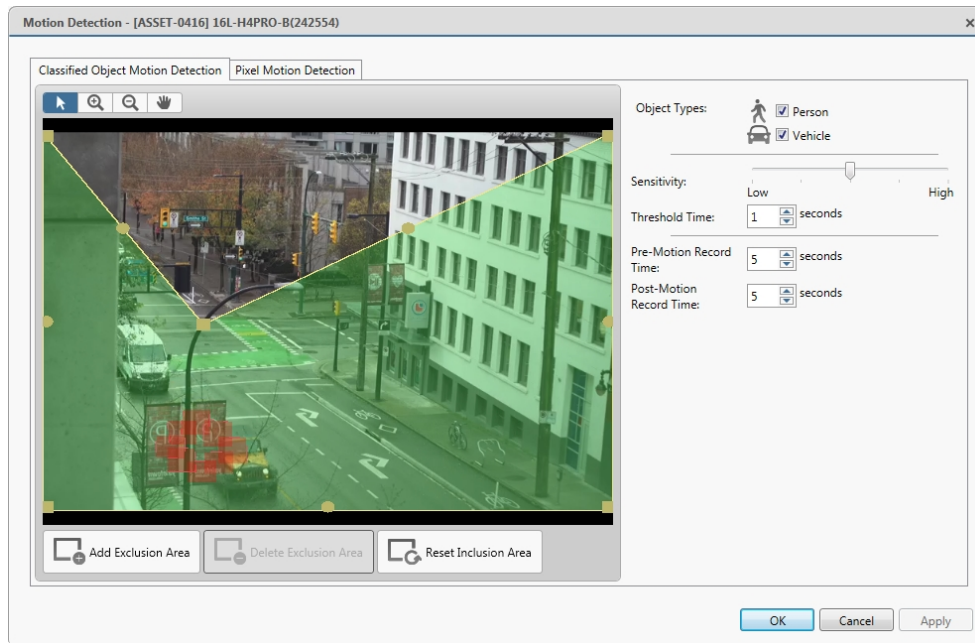 Motion Detection - [ASSET-0416] 16L-H4PRO-B(242554)
Classified Object Motion Detection
Pixel Motion Detection
Object Types:
Person
Vehicle
Sensitivity:
Low
High
Threshold Time:
1
seconds
Pre-Motion Record
Time:
5
seconds
Post-Motion
Record Time:
5
seconds
Add Exclusion Area
Delete Exclusion Area
Reset Inclusion Area
OK
Cancel
Apply